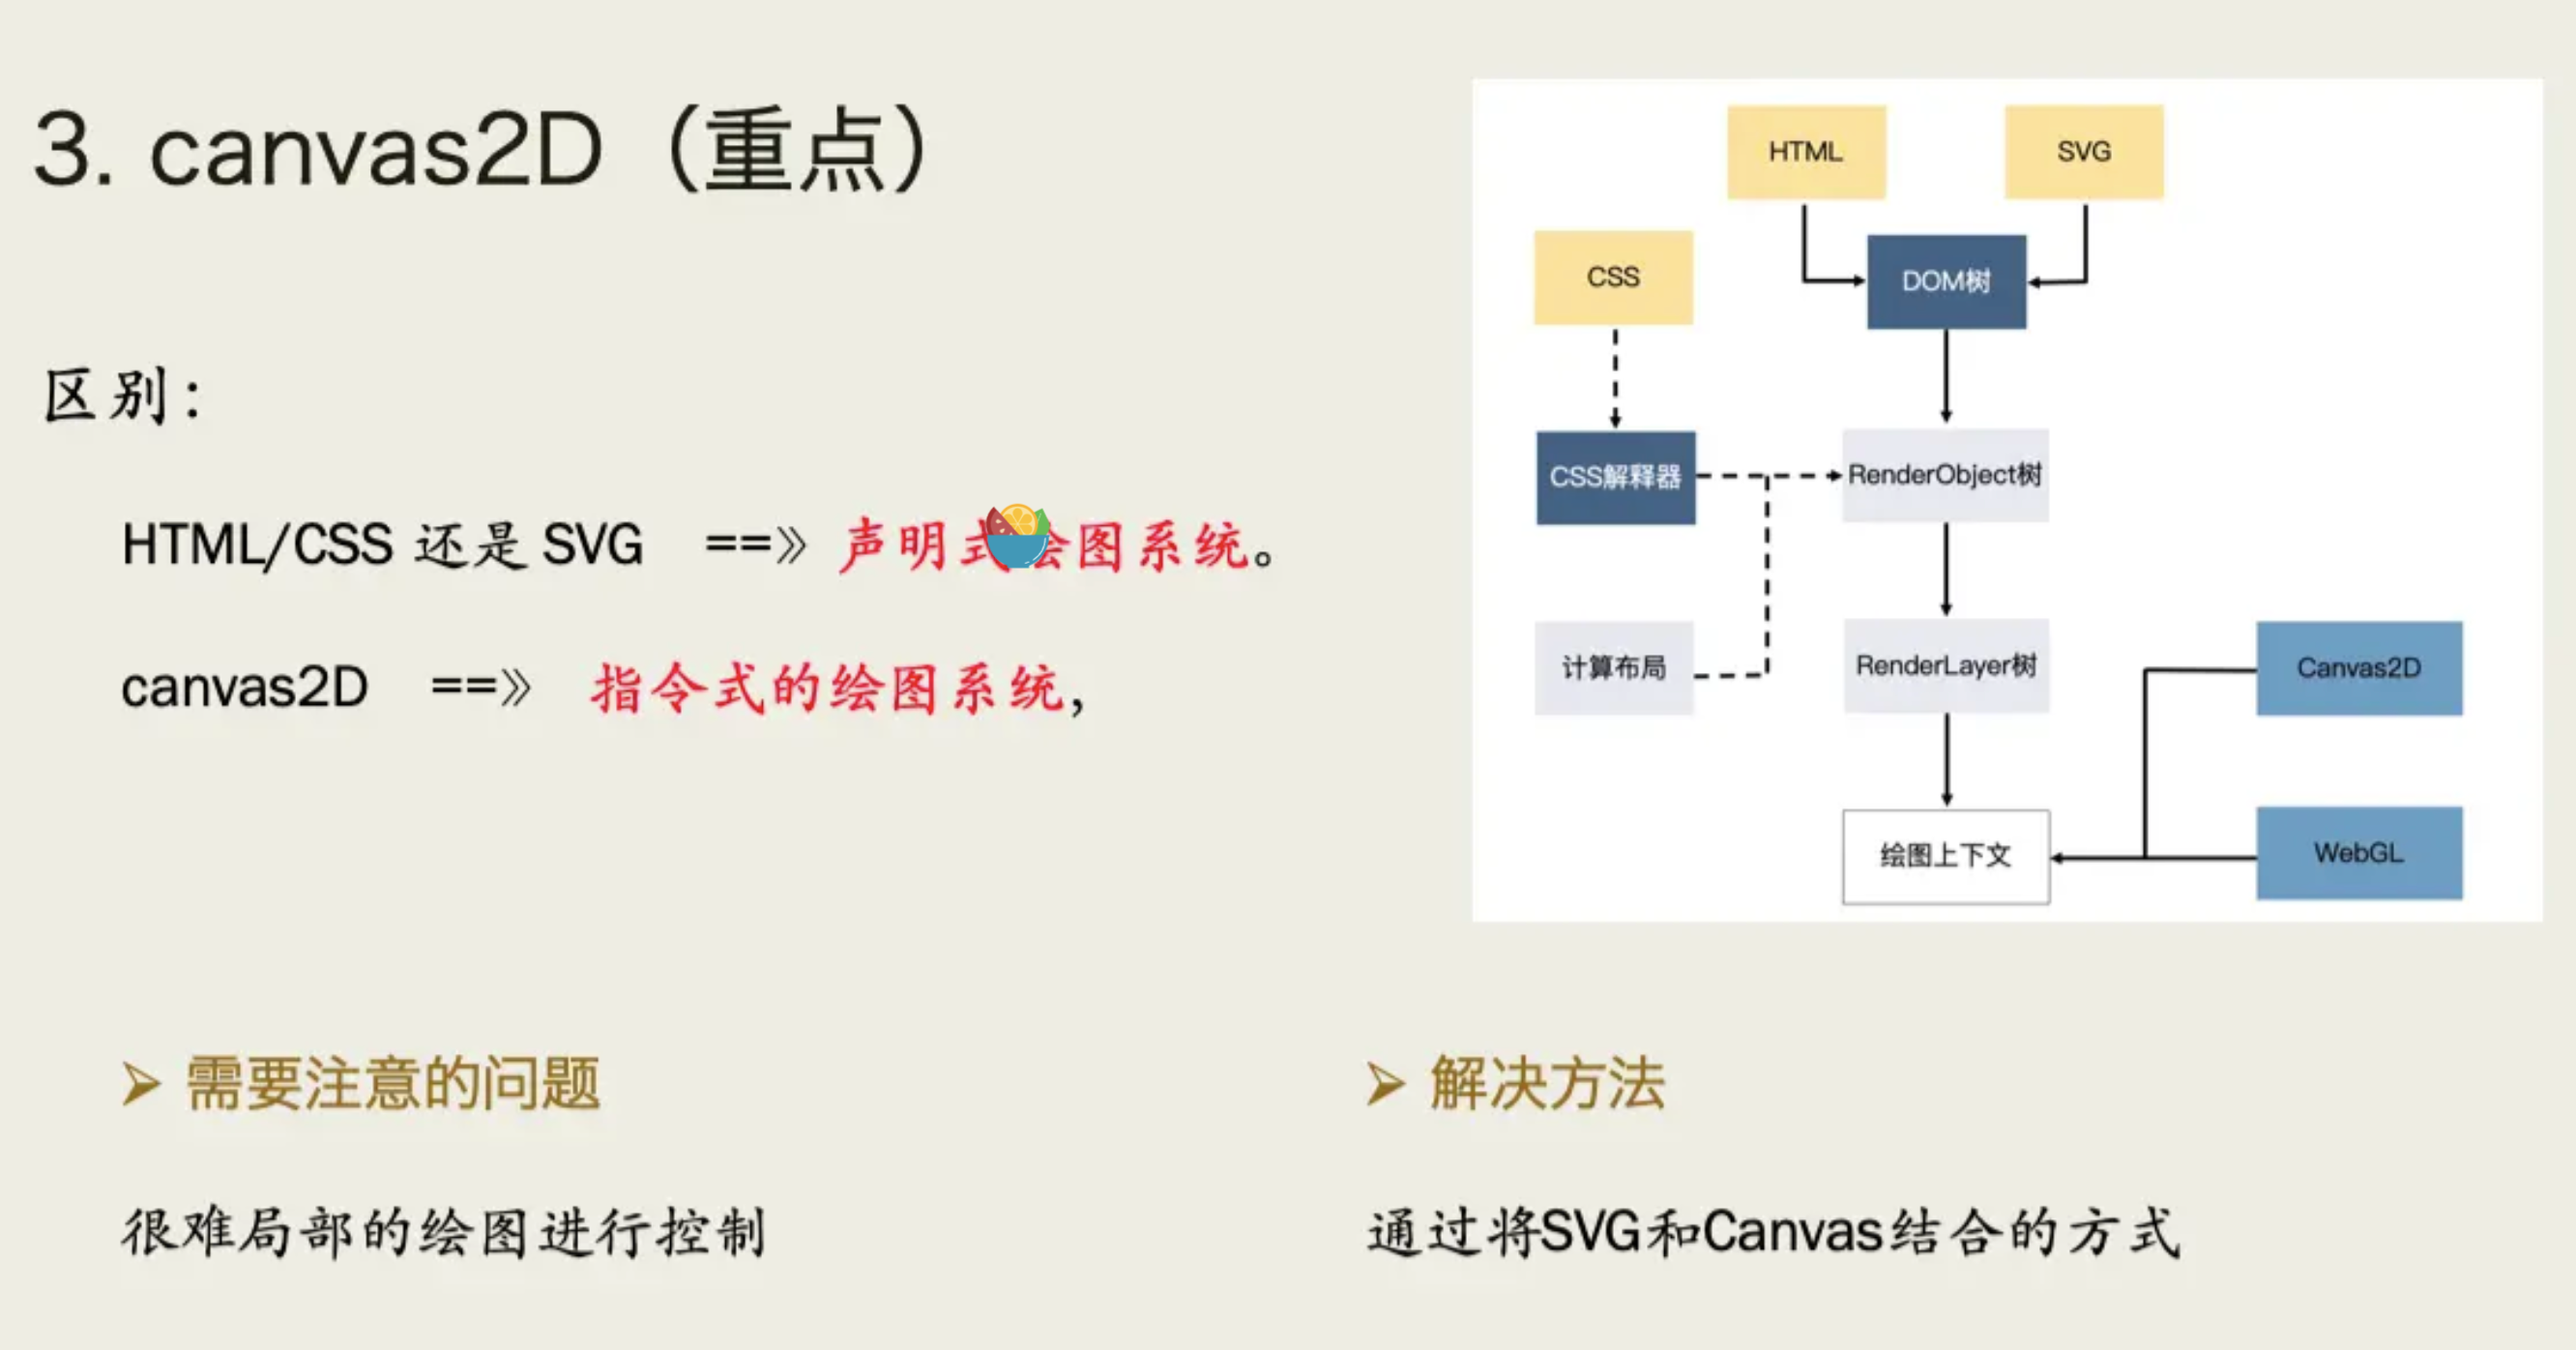 3. canvas2D（重点）
区别：
HTML/CSS 还是 SVG ==》 声明式绘图系统。
canvas2D ==》 指令式的绘图系统，
HTML
SVG
CSS
DOM树
CSS解释器
RenderObject树
计算布局
RenderLayer树
Canvas2D
绘图上下文
WebGL
➢ 需要注意的问题
很难局部的绘图进行控制
➢ 解决方法
通过将SVG和Canvas结合的方式